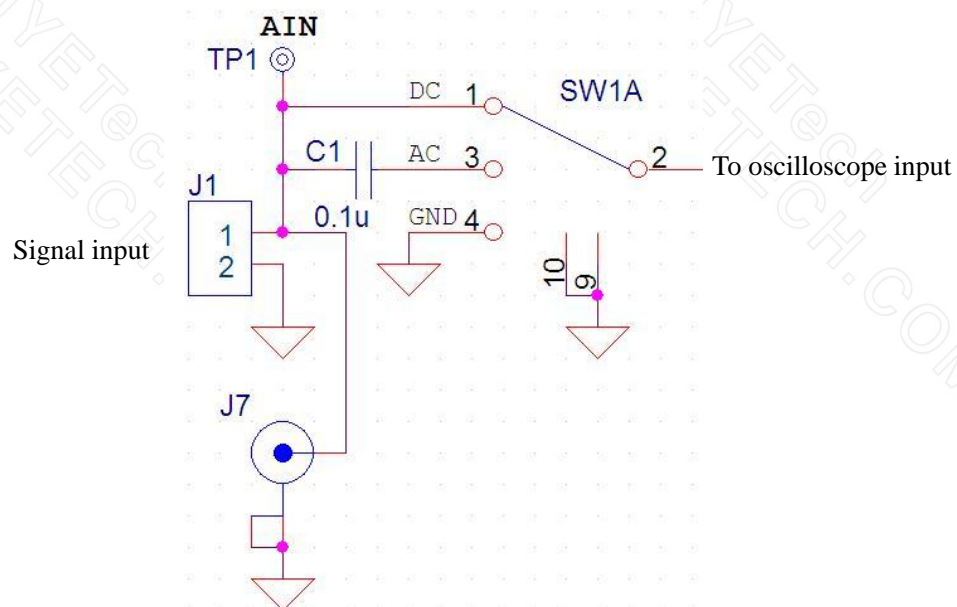 AIN
TP1
DC 1
SW1A
C1
AC 3
2
To oscilloscope input
J1
0.1u
GND 4
Signal input
1
2
10
9
J7